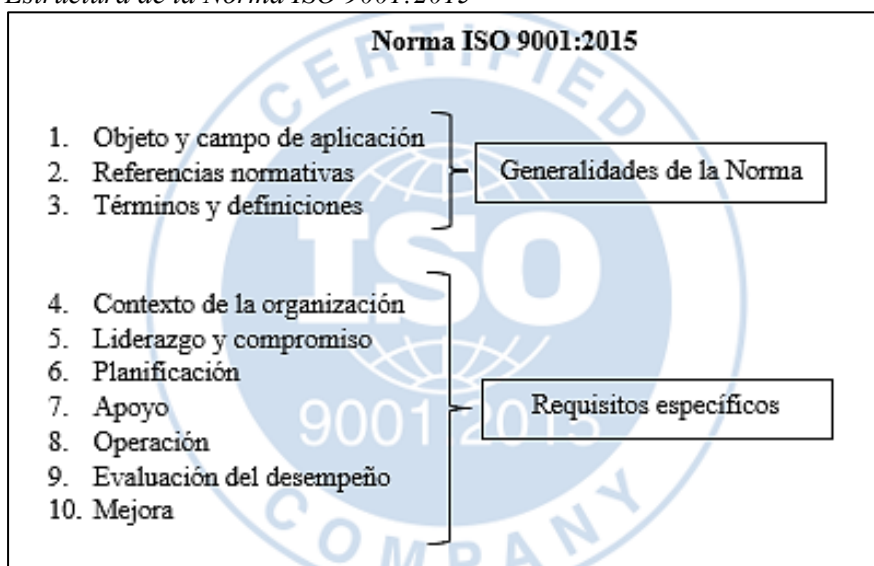 Estructura de la Norma ISO 9001:2015
Norma ISO 9001:2015
1. Objeto y campo de aplicación
2. Referencias normativas
3. Términos y definiciones
Generalidades de la Norma
4. Contexto de la organización
5. Liderazgo y compromiso
6. Planificación
7. Apoyo
8. Operación
9. Evaluación del desempeño
10. Mejora
Requisitos específicos
CERTIFIED
ISO
9001 2015
COMPANY